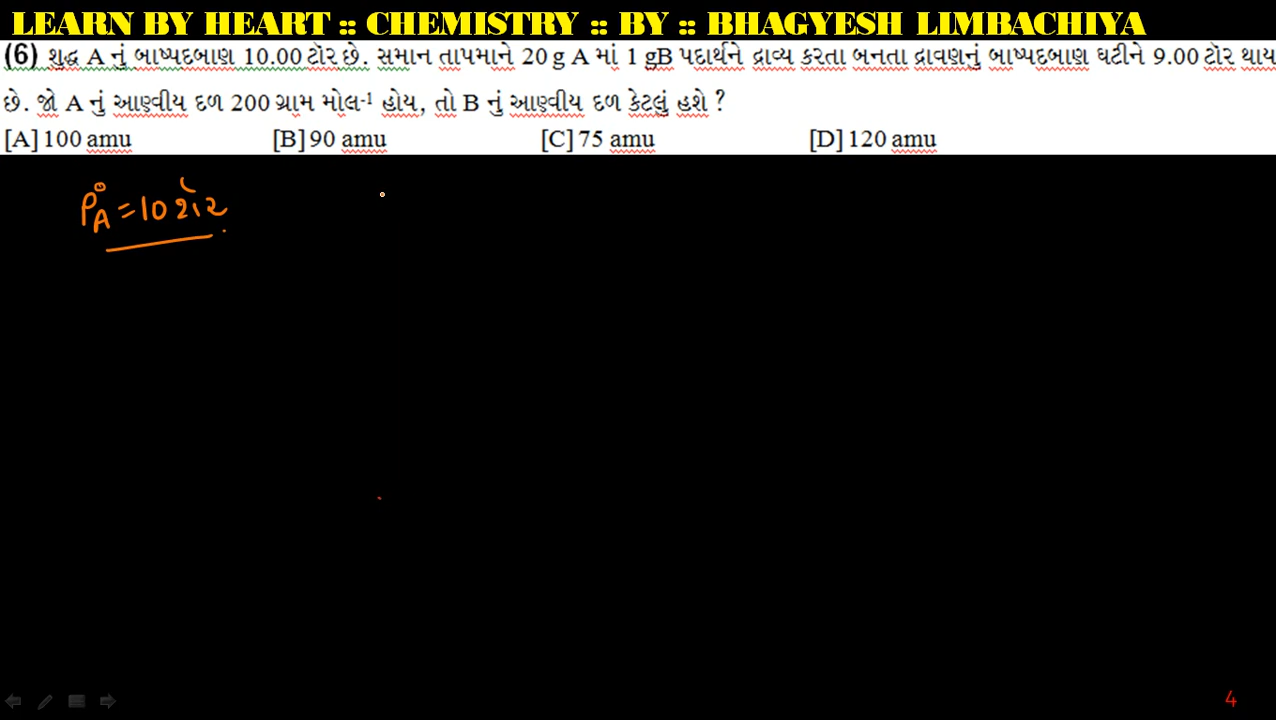 LEARN BY HEART :: CHEMISTRY :: BY :: BHAGYESH LIMBACHIYA
(6) શુદ્ધ A નું બાષ્પદબાણ 10.00 ટૉર છે. સમાન તાપમાને 20 g A માં 1 gB પદાર્થને દ્રાવ્ય કરતા બનતા દ્રાવણનું બાષ્પદબાણ ઘટીને 9.00 ટૉર થાય
છે. જો A નું આણ્વીય દળ 200 ગ્રામ મોલ-¹ હોય, તો B નું આણ્વીય દળ કેટલું હશે ?
[A] 100 amu [B] 90 amu [C] 75 amu [D] 120 amu
P°A = 10 ટૉર
4